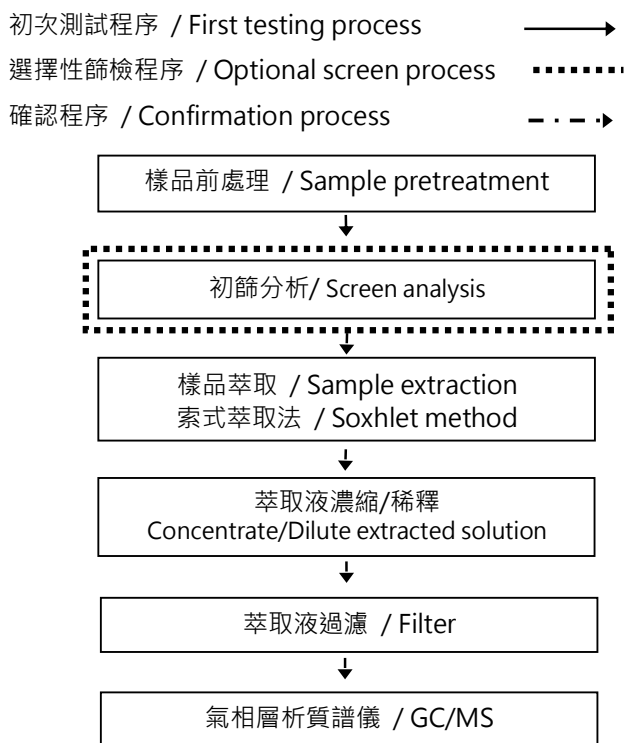 初次測試程序 / First testing process
選擇性篩檢程序 / Optional screen process
確認程序 / Confirmation process
樣品前處理 / Sample pretreatment
初篩分析/ Screen analysis
樣品萃取 / Sample extraction
索式萃取法 / Soxhlet method
萃取液濃縮/稀釋
Concentrate/Dilute extracted solution
萃取液過濾 / Filter
氣相層析質譜儀 / GC/MS